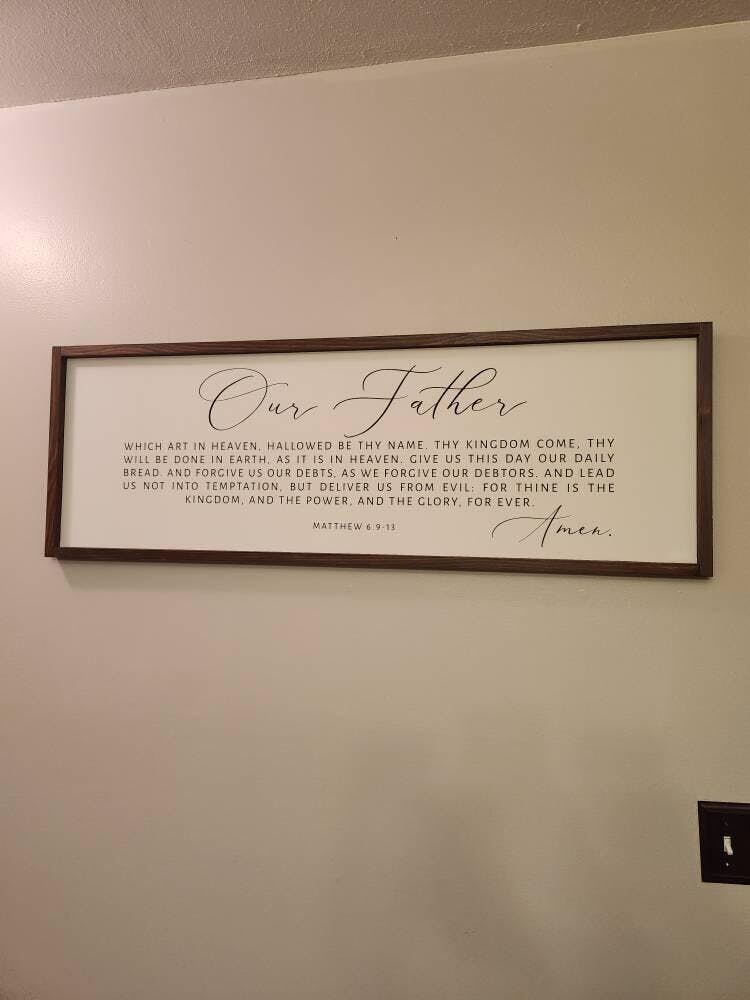 Our Father
WHICH ART IN HEAVEN, HALLOWED BE THY NAME. THY KINGDOM COME, THY
WILL BE DONE IN EARTH, AS IT IS IN HEAVEN. GIVE US THIS DAY OUR DAILY
BREAD. AND FORGIVE US OUR DEBTS, AS WE FORGIVE OUR DEBTORS. AND LEAD
US NOT INTO TEMPTATION, BUT DELIVER US FROM EVIL: FOR THINE IS THE
KINGDOM, AND THE POWER, AND THE GLORY, FOR EVER.
MATTHEW 6:9-13
Amen.